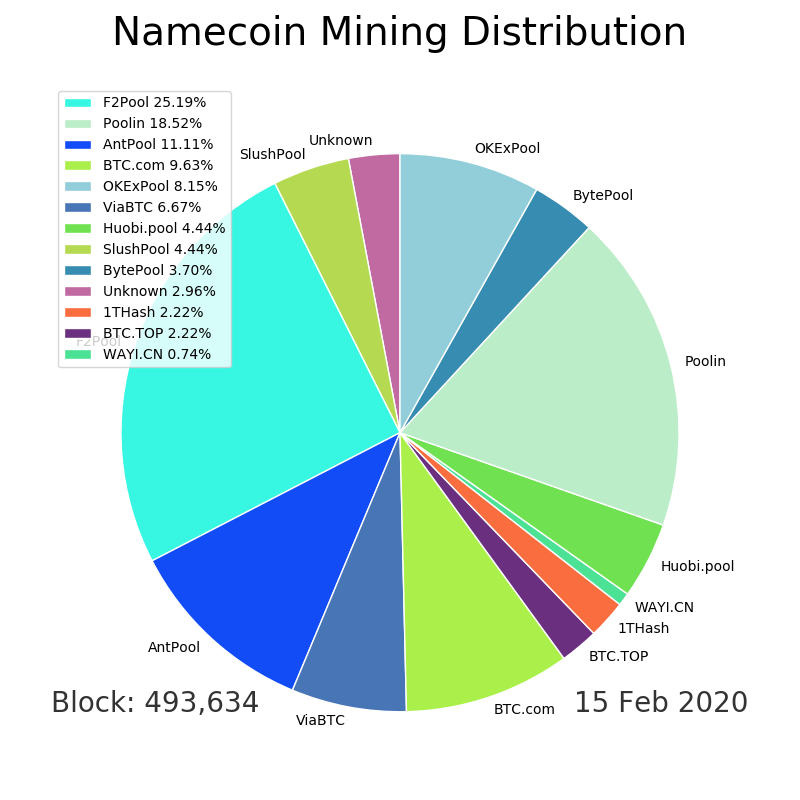 Namecoin Mining Distribution
F2Pool 25.19%
Poolin 18.52%
AntPool 11.11%
BTC.com 9.63%
OKExPool 8.15%
ViaBTC 6.67%
Huobi.pool 4.44%
SlushPool 4.44%
BytePool 3.70%
Unknown 2.96%
1THash 2.22%
BTC.TOP 2.22%
WAYI.CN 0.74%
Unknown
SlushPool
OKExPool
BytePool
F2Pool
Poolin
Huobi.pool
WAYI.CN
1THash
BTC.TOP
AntPool
BTC.com
ViaBTC
Block: 493,634
15 Feb 2020